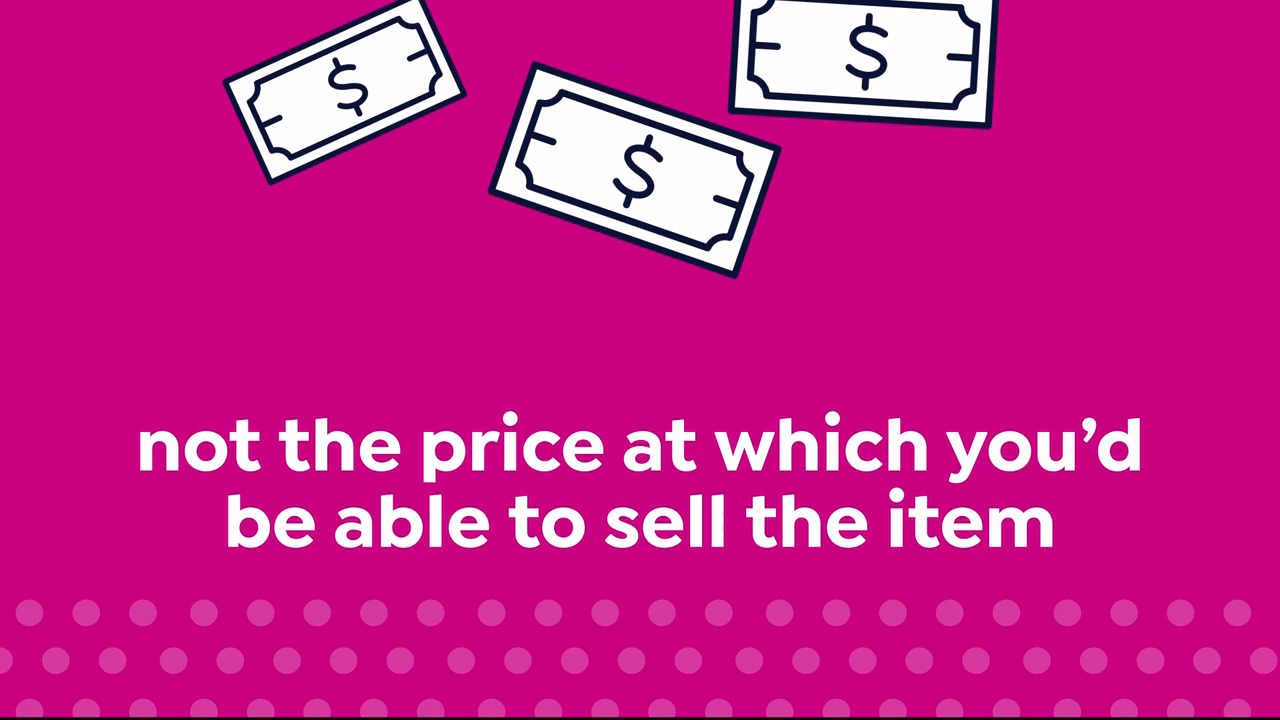 $
$
$
not the price at which you’d
be able to sell the item